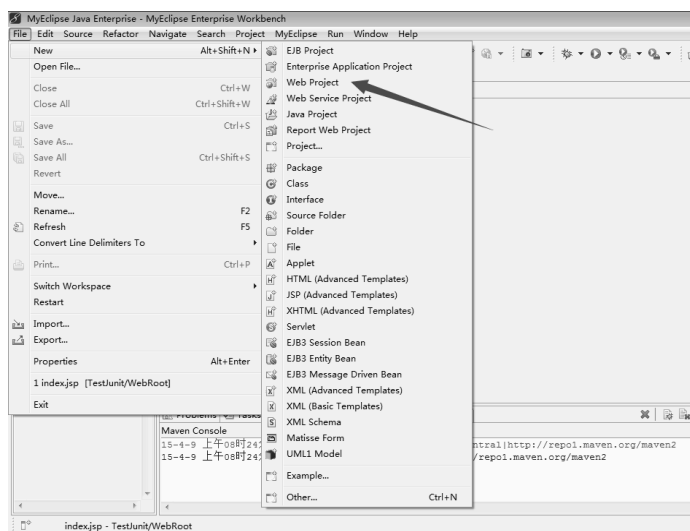 MyEclipse Java Enterprise - MyEclipse Enterprise Workbench
File Edit Source Refactor Navigate Search Project MyEclipse Run Window Help
New Alt+Shift+N
Open File...
Close Ctrl+W
Close All Ctrl+Shift+W
Save Ctrl+S
Save As...
Save All Ctrl+Shift+S
Revert
Move...
Rename... F2
Refresh F5
Convert Line Delimiters To
Print... Ctrl+P
Switch Workspace
Restart
Import...
Export...
Properties Alt+Enter
1 index.jsp [TestJunit/WebRoot]
Exit
EJB Project
Enterprise Application Project
Web Project
Web Service Project
Java Project
Report Web Project
Project...
Package
Class
Interface
Source Folder
Folder
File
Applet
HTML (Advanced Templates)
JSP (Advanced Templates)
XHTML (Advanced Templates)
Servlet
EJB3 Session Bean
EJB3 Entity Bean
EJB3 Message Driven Bean
XML (Advanced Templates)
XML (Basic Templates)
XML Schema
Matisse Form
UML1 Model
Example...
Other... Ctrl+N
Problems Tasks
Maven Console
15-4-9 上午08时24 ntral|http://repo1.maven.org/maven2
15-4-9 上午08时24 /repo1.maven.org/maven2
index.jsp - TestJunit/WebRoot